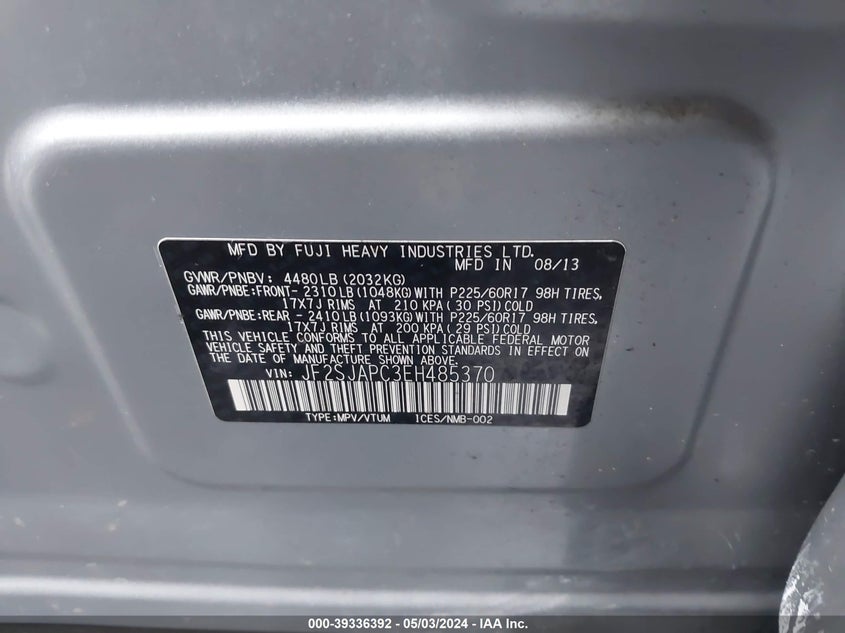 MFD BY FUJI HEAVY INDUSTRIES LTD.
MFD IN 08/13
GVWR/PNBV: 4480LB(2032KG)
GAWR/PNBE:FRONT- 2310LB(1048KG)WITH P225/60R17 98H TIRES,
17X7J RIMS AT 210 KPA(30 PSI)COLD
GAWR/PNBE:REAR - 2410LB(1093KG)WITH P225/60R17 98H TIRES,
17X7J RIMS AT 200 KPA(29 PSI)COLD
THIS VEHICLE CONFORMS TO ALL APPLICABLE FEDERAL MOTOR
VEHICLE SAFETY AND THEFT PREVENTION STANDARDS IN EFFECT ON
THE DATE OF MANUFACTURE SHOWN ABOVE.
VIN: JF2SJAPC3EH485370
TYPE:MPV/VTUM ICES/NMB-002
000-39336392 - 05/03/2024 - IAA Inc.